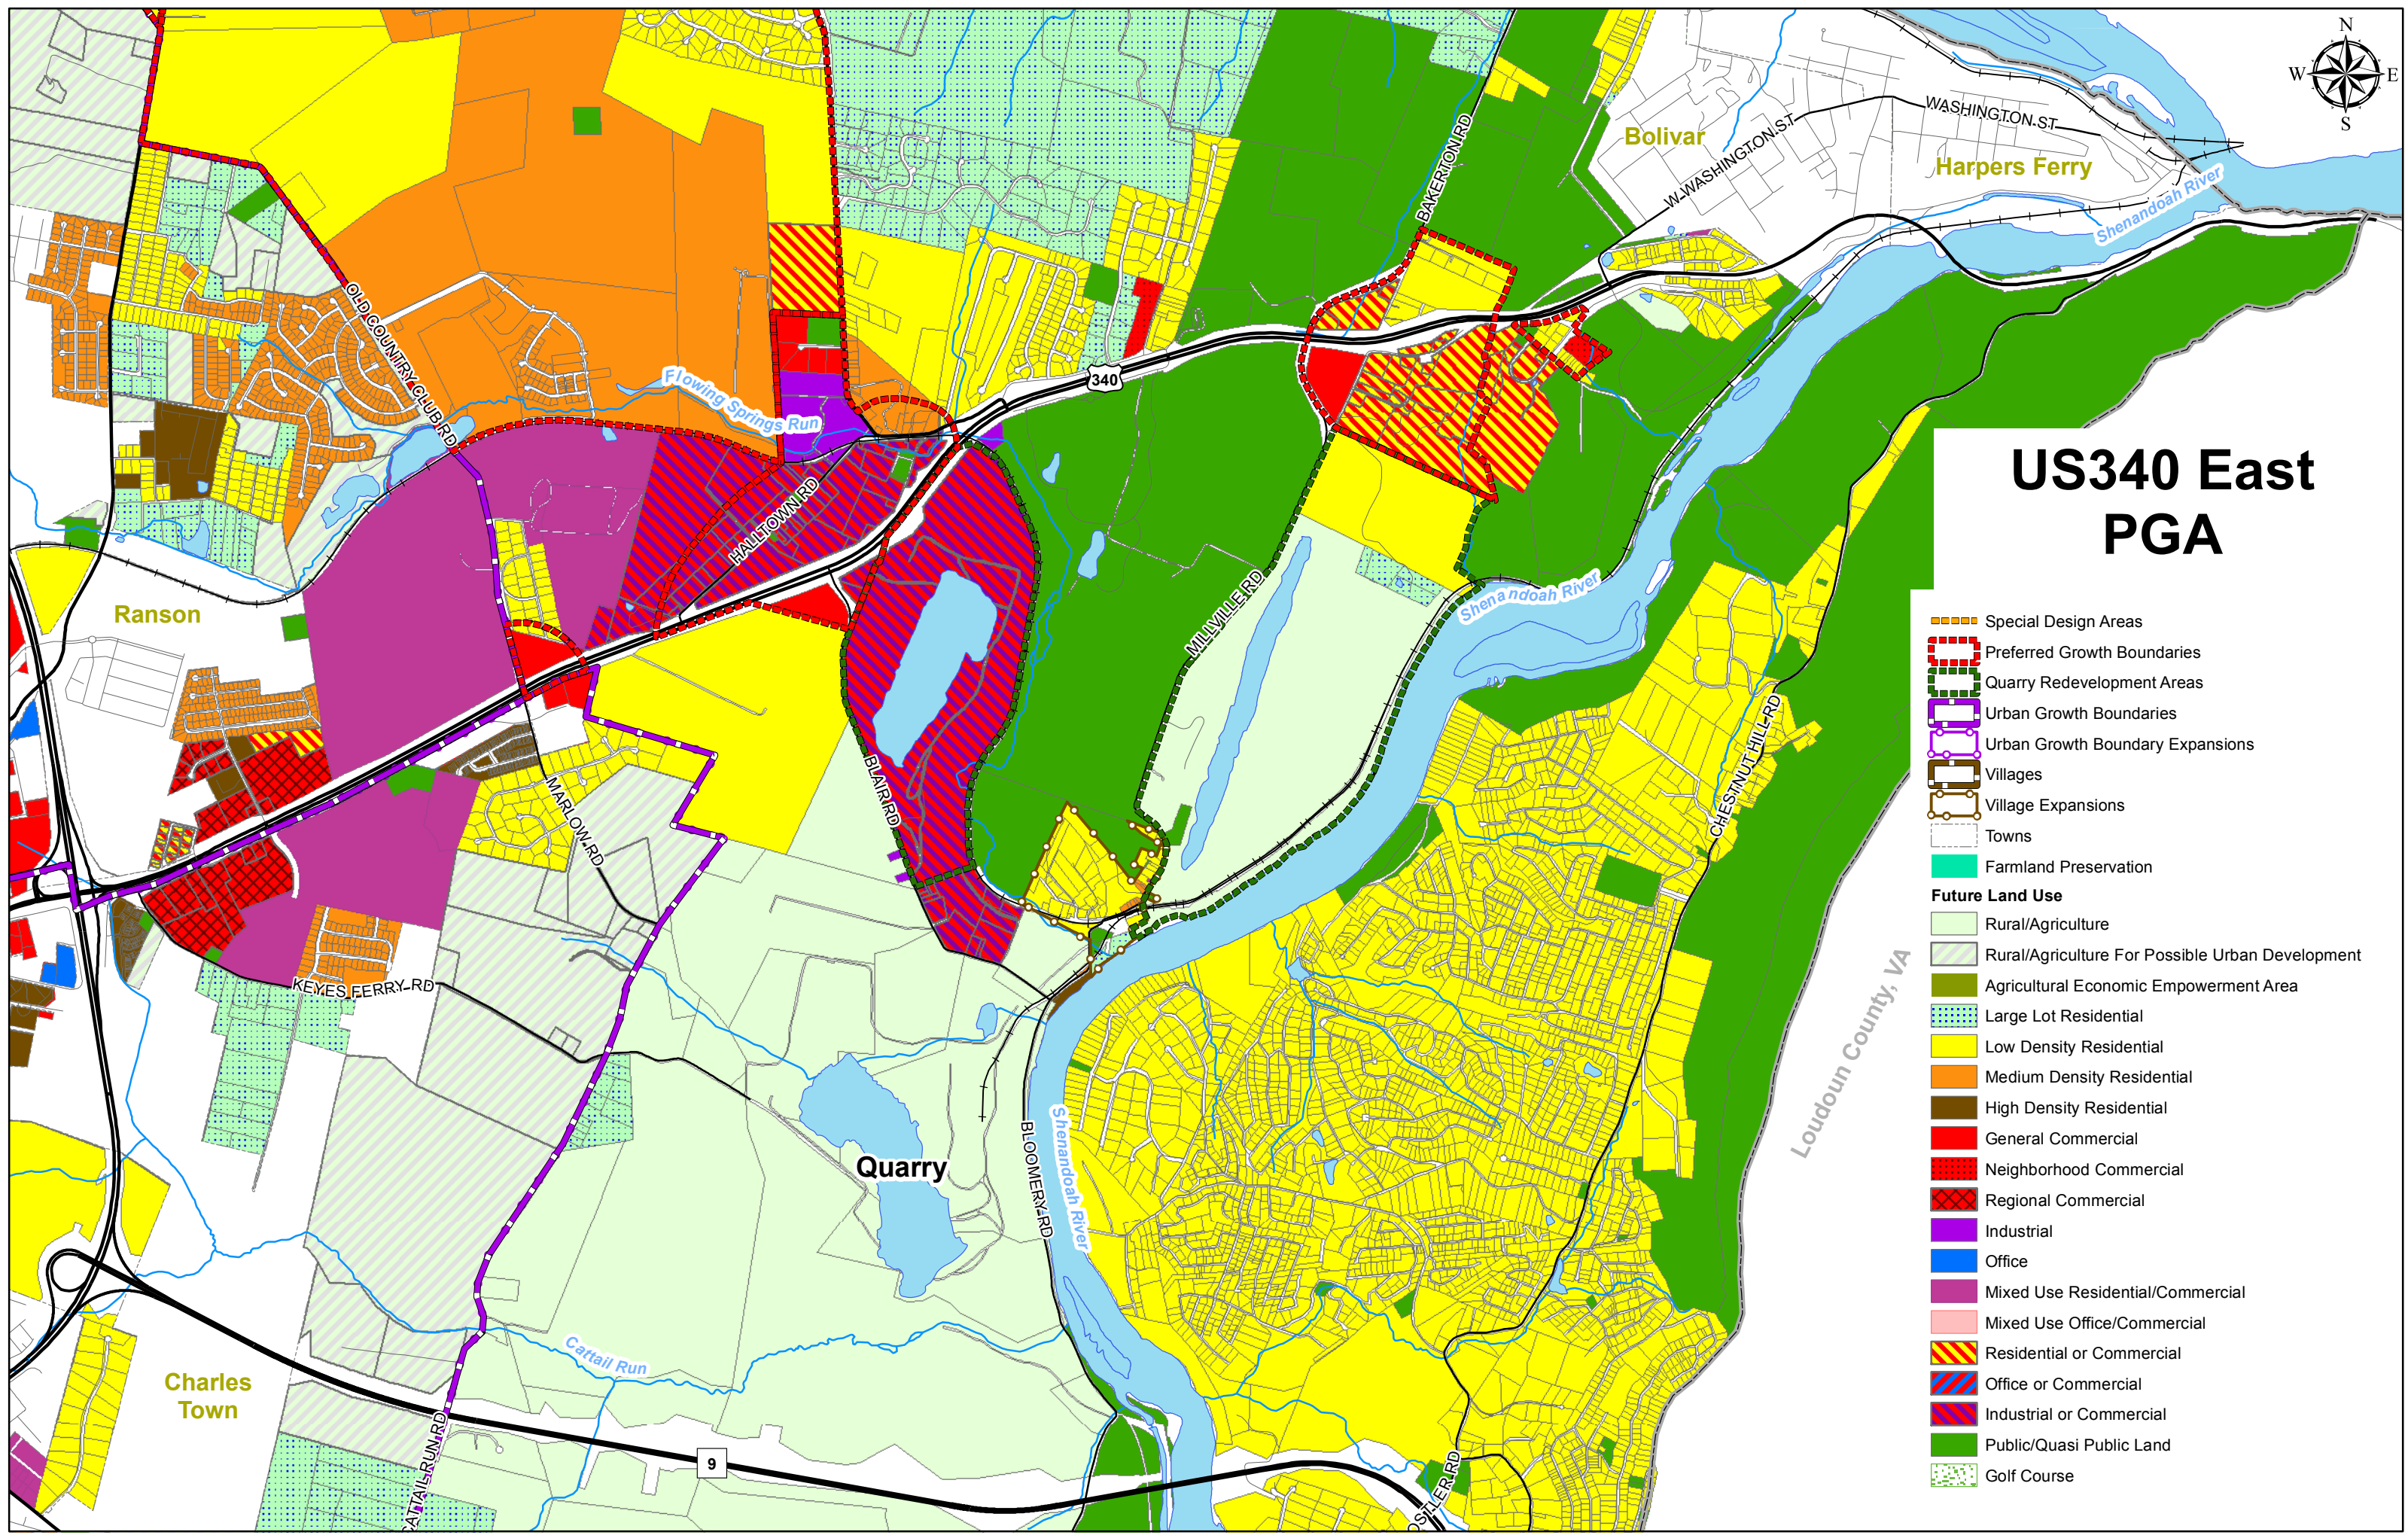 N
W E
S
BAKERTON RD
Bolivar
W WASHINGTON ST
WASHINGTON ST
Harpers Ferry
Shenandoah River
OLD COUNTRY CLUB RD
Flowing Springs Run
340
HALLTOWN RD
US340 East
PGA
Ranson
MILLVILLE RD
Shenandoah River
BLAIR RD
MARLOW RD
CHESTNUT HILL RD
KEYES FERRY RD
Loudoun County, VA
Quarry
BLOOMERY RD
Shenandoah River
Cattail Run
Charles
Town
CATTAIL RUN RD
9
OSTLER RD
Special Design Areas
Preferred Growth Boundaries
Quarry Redevelopment Areas
Urban Growth Boundaries
Urban Growth Boundary Expansions
Villages
Village Expansions
Towns
Farmland Preservation
Future Land Use
Rural/Agriculture
Rural/Agriculture For Possible Urban Development
Agricultural Economic Empowerment Area
Large Lot Residential
Low Density Residential
Medium Density Residential
High Density Residential
General Commercial
Neighborhood Commercial
Regional Commercial
Industrial
Office
Mixed Use Residential/Commercial
Mixed Use Office/Commercial
Residential or Commercial
Office or Commercial
Industrial or Commercial
Public/Quasi Public Land
Golf Course